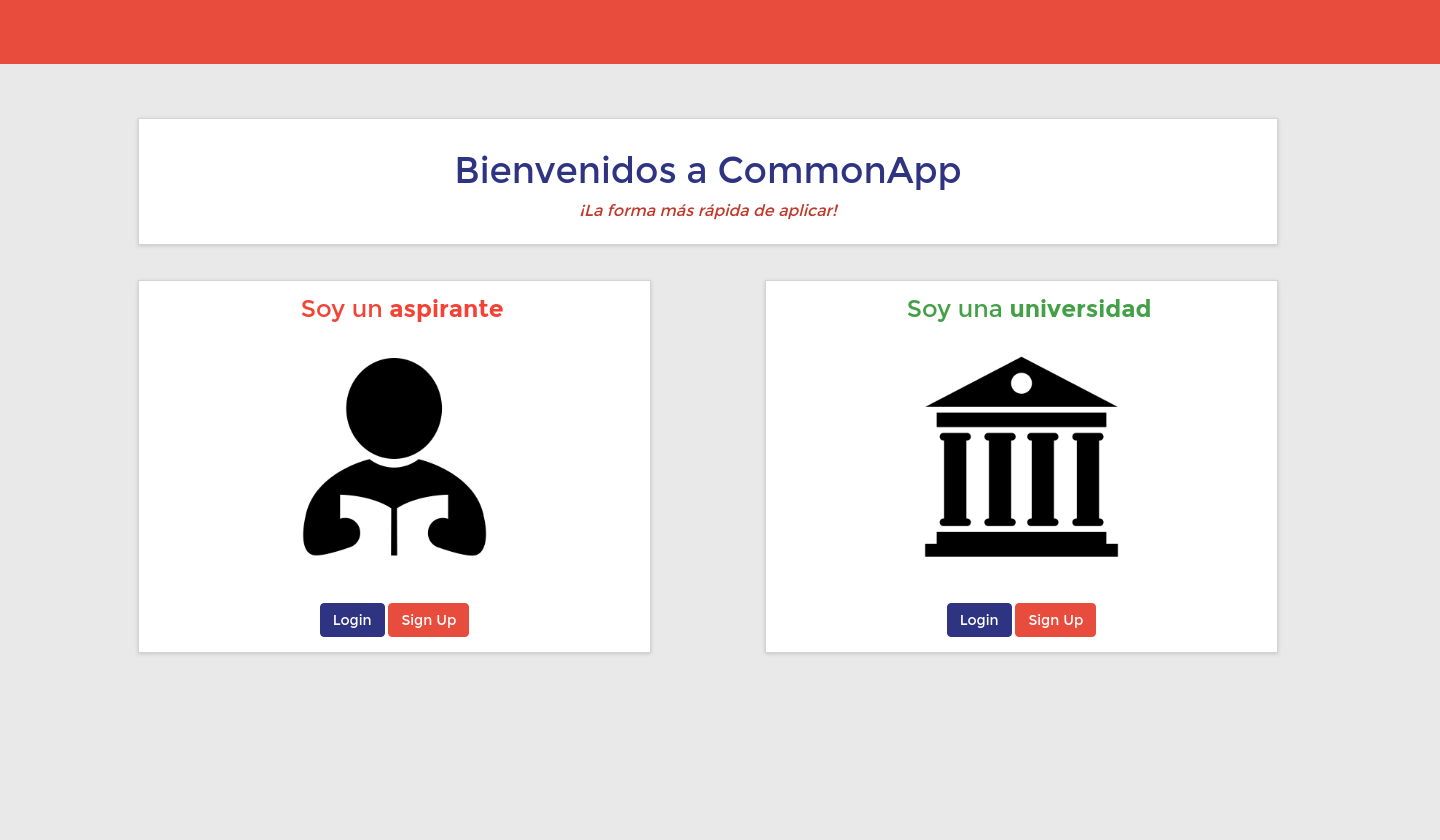 Bienvenidos a CommonApp
¡La forma más rápida de aplicar!
Soy un aspirante
Login Sign Up
Soy una universidad
Login Sign Up